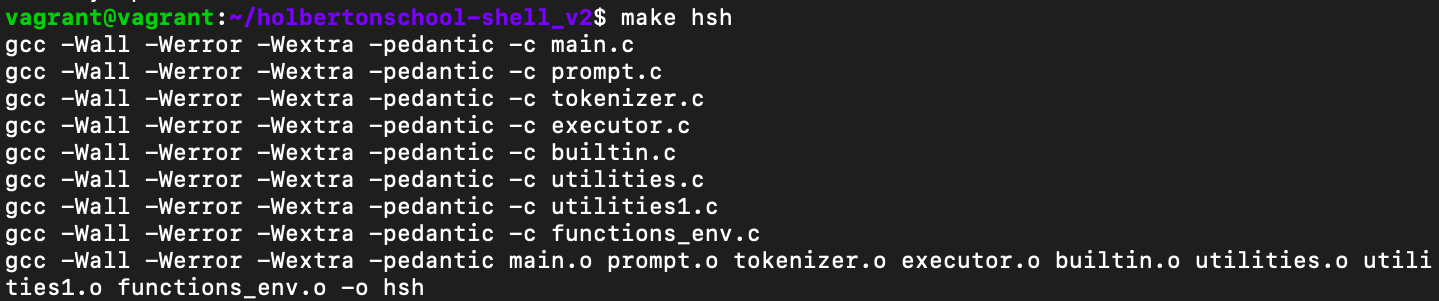 vagrant@vagrant:~/holbertonschool-shell_v2$ make hsh
gcc -Wall -Werror -Wextra -pedantic -c main.c
gcc -Wall -Werror -Wextra -pedantic -c prompt.c
gcc -Wall -Werror -Wextra -pedantic -c tokenizer.c
gcc -Wall -Werror -Wextra -pedantic -c executor.c
gcc -Wall -Werror -Wextra -pedantic -c builtin.c
gcc -Wall -Werror -Wextra -pedantic -c utilities.c
gcc -Wall -Werror -Wextra -pedantic -c utilities1.c
gcc -Wall -Werror -Wextra -pedantic -c functions_env.c
gcc -Wall -Werror -Wextra -pedantic main.o prompt.o tokenizer.o executor.o builtin.o utilities.o utili
ties1.o functions_env.o -o hsh